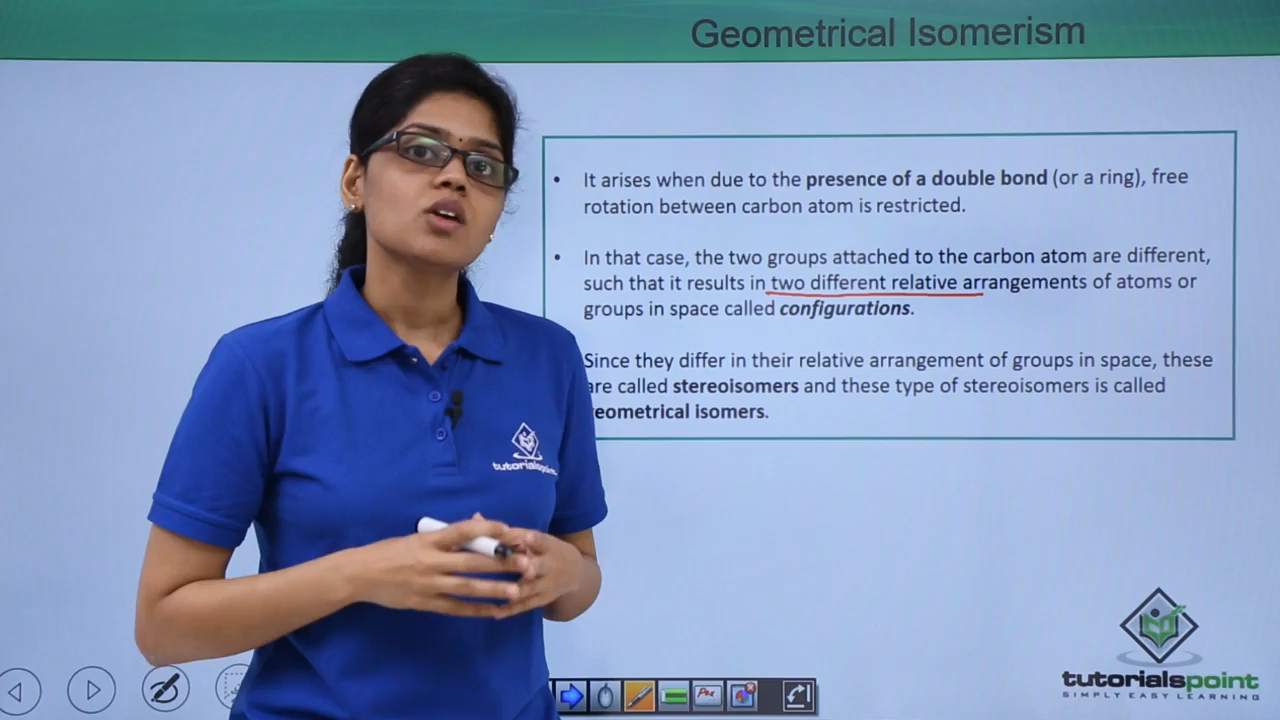 Geometrical Isomerism
• It arises when due to the presence of a double bond (or a ring), free
rotation between carbon atom is restricted.
• In that case, the two groups attached to the carbon atom are different,
such that it results in two different relative arrangements of atoms or
groups in space called configurations.
Since they differ in their relative arrangement of groups in space, these
are called stereoisomers and these type of stereoisomers is called
eometrical isomers.
tutorialspoint
tutorialspoint
SIMPLY EASY LEARNING